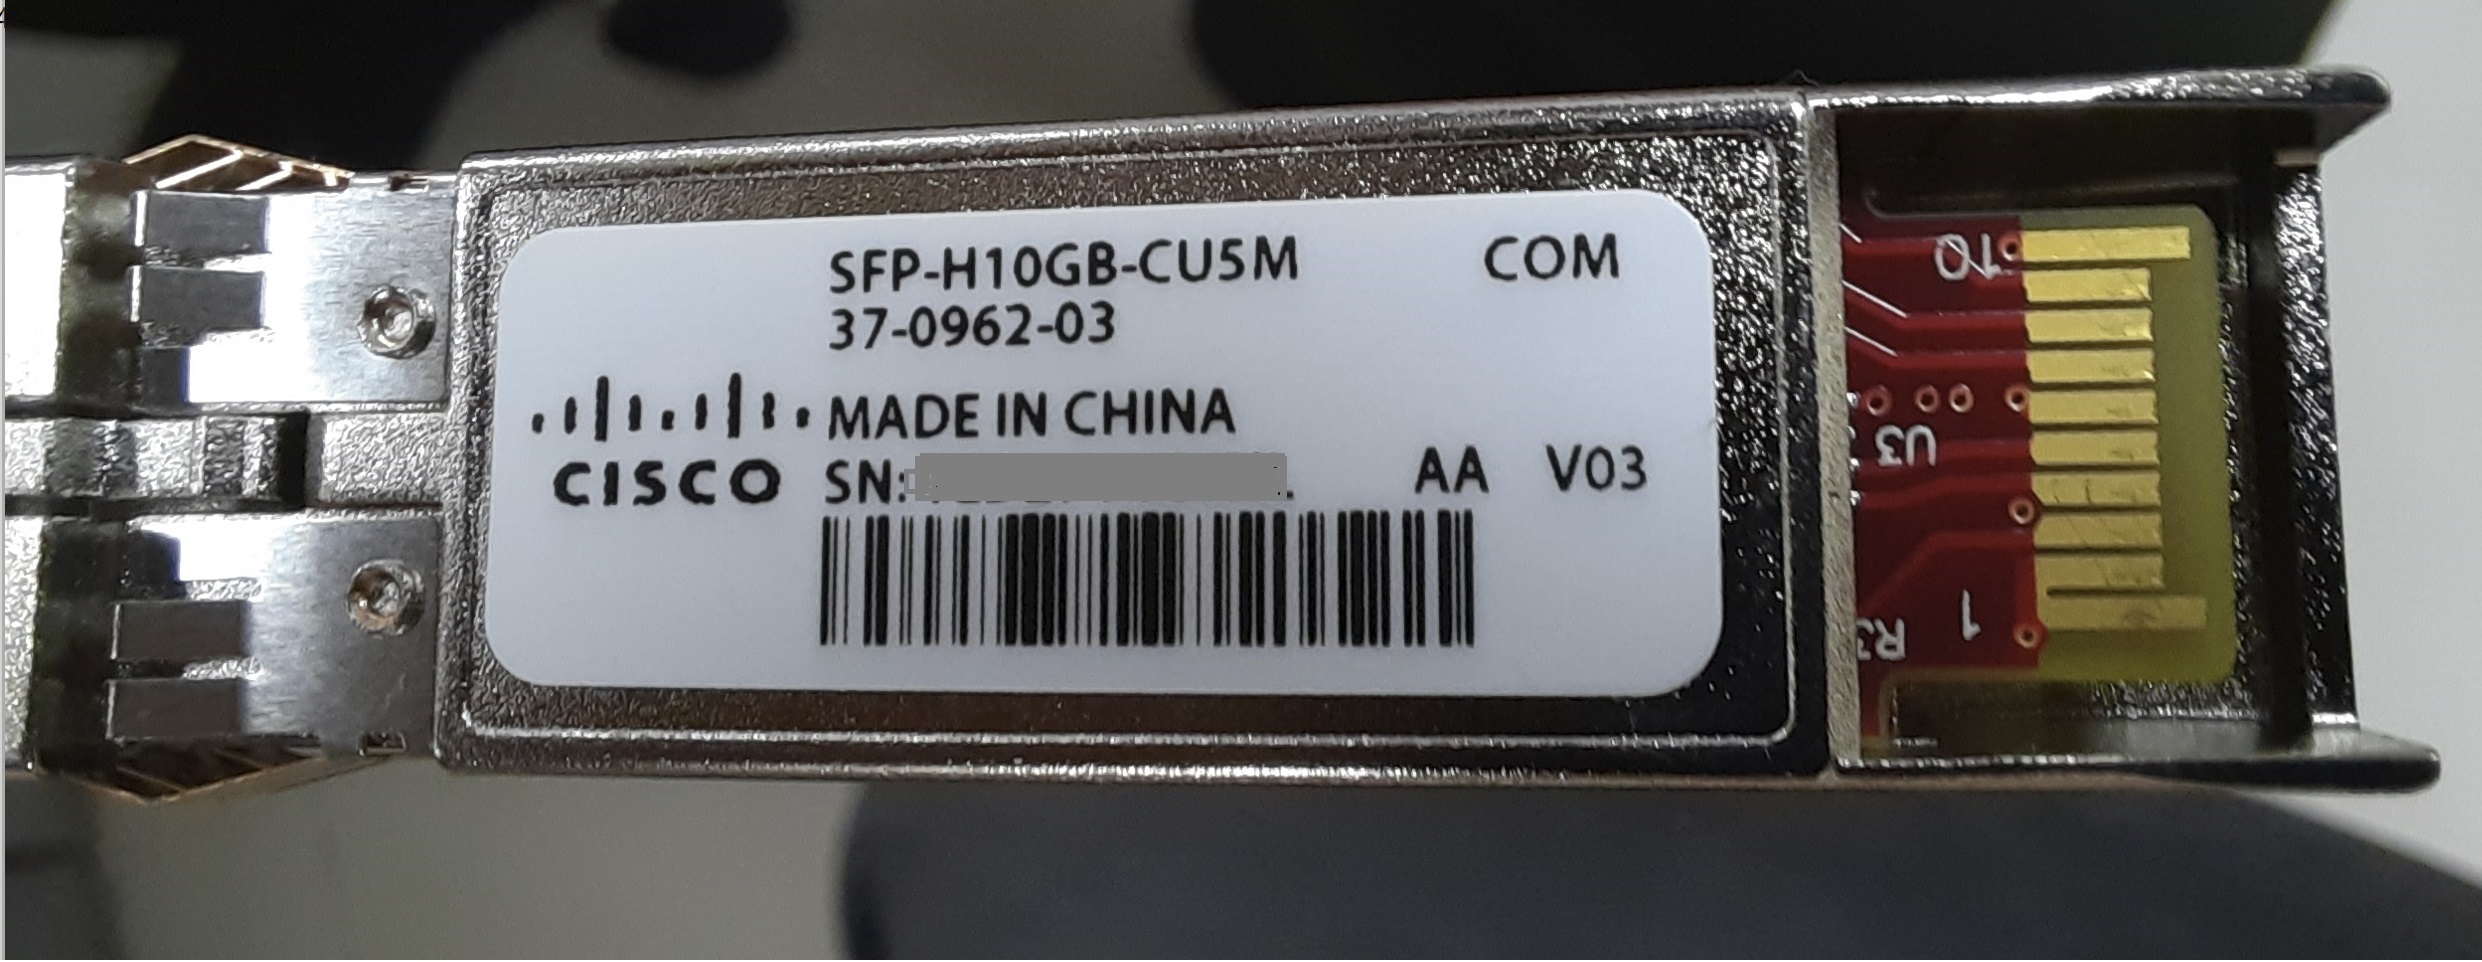 SFP-H10GB-CU5M COM
37-0962-03
MADE IN CHINA
CISCO SN: AA V03
10
U3
1